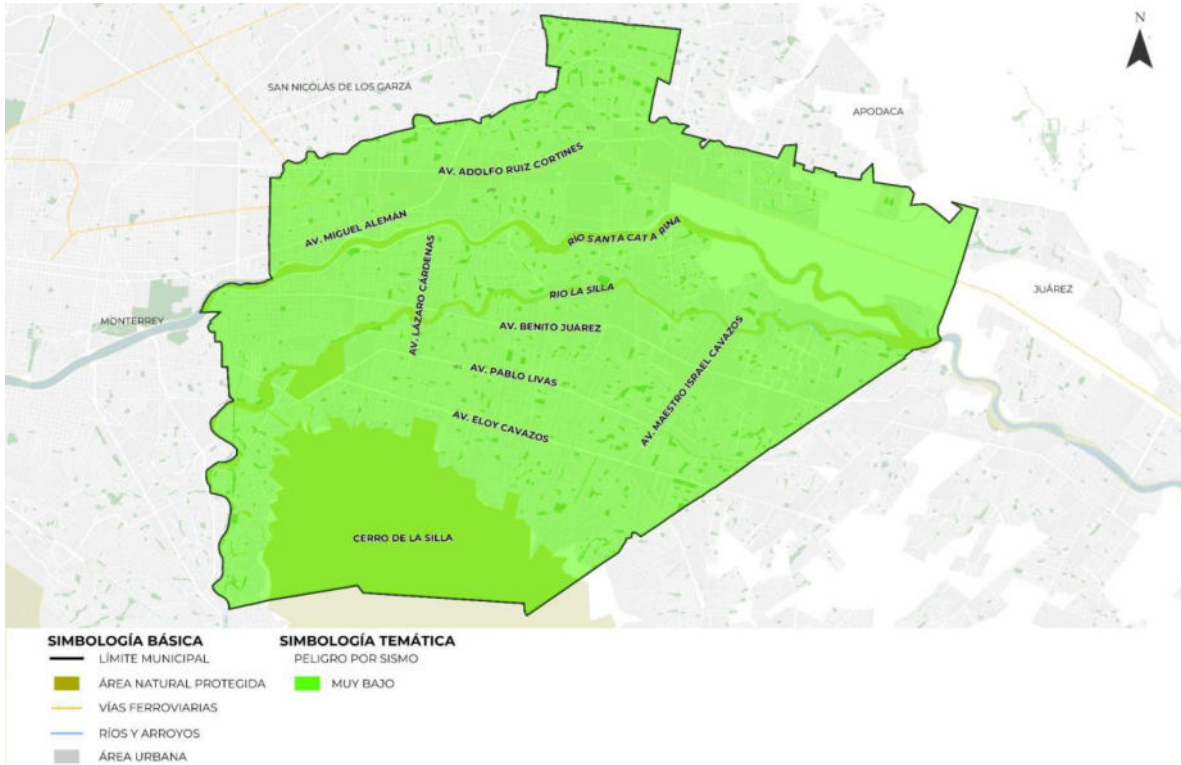 N
SAN NICOLÁS DE LOS GARZA
APODACA
AV. ADOLFO RUIZ CORTINES
AV. MIGUEL ALEMÁN
RÍO SANTA CATARINA
AV. LÁZARO CÁRDENAS
RIO LA SILLA
JUÁREZ
MONTERREY
AV. BENITO JUÁREZ
AV. PABLO LIVAS
AV. MAESTRO ISRAEL CAVAZOS
AV. ELOY CAVAZOS
CERRO DE LA SILLA
SIMBOLOGÍA BÁSICA
LÍMITE MUNICIPAL
ÁREA NATURAL PROTEGIDA
VÍAS FERROVIARIAS
RÍOS Y ARROYOS
ÁREA URBANA
SIMBOLOGÍA TEMÁTICA
PELIGRO POR SISMO
MUY BAJO